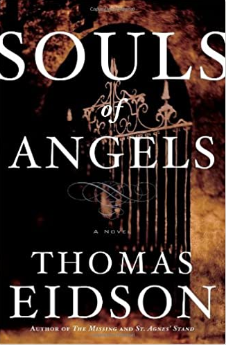 SOULS
of
ANGELS
A NOVEL
THOMAS
EIDSON
AUTHOR OF THE MISSING AND ST. AGNES' STAND